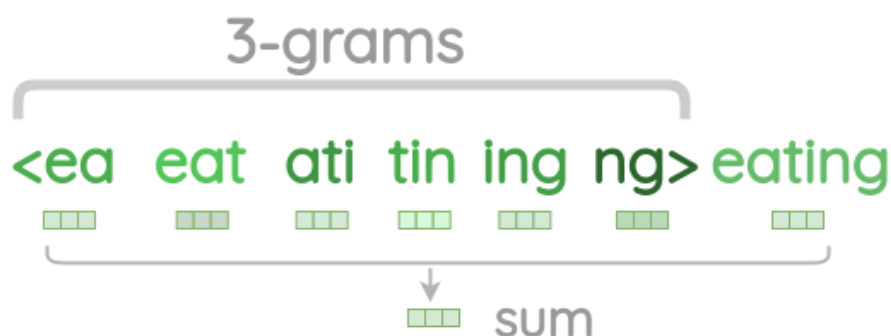 3-grams
<ea eat ati tin ing ng> eating
sum